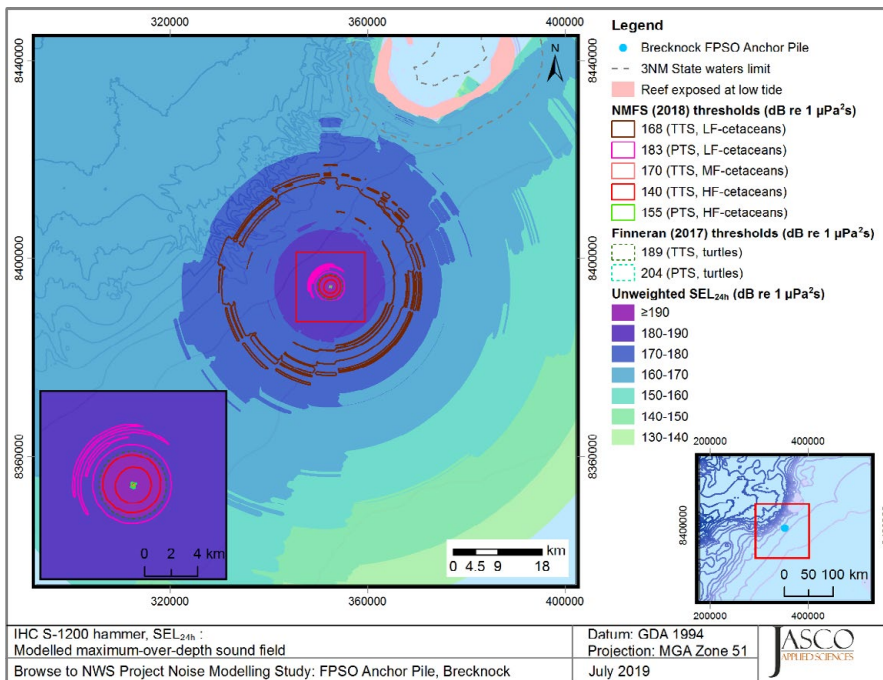 320000 360000 400000
8440000 8440000
8400000 8400000
8360000 8360000
N
0 2 4 km
km
0 4.5 9 18
320000 360000 400000
Legend
Brecknock FPSO Anchor Pile
3NM State waters limit
Reef exposed at low tide
NMFS (2018) thresholds (dB re 1 µPa²s)
168 (TTS, LF-cetaceans)
183 (PTS, LF-cetaceans)
170 (TTS, MF-cetaceans)
140 (TTS, HF-cetaceans)
155 (PTS, HF-cetaceans)
Finneran (2017) thresholds (dB re 1 µPa²s)
189 (TTS, turtles)
204 (PTS, turtles)
Unweighted SEL24h (dB re 1 µPa²s)
≥190
180-190
170-180
160-170
150-160
140-150
130-140
200000 400000
8400000 8400000
0 50 100 km
200000 400000
IHC S-1200 hammer, SEL24h :
Modelled maximum-over-depth sound field
Browse to NWS Project Noise Modelling Study: FPSO Anchor Pile, Brecknock
Datum: GDA 1994
Projection: MGA Zone 51
July 2019
JASCO
APPLIED SCIENCES